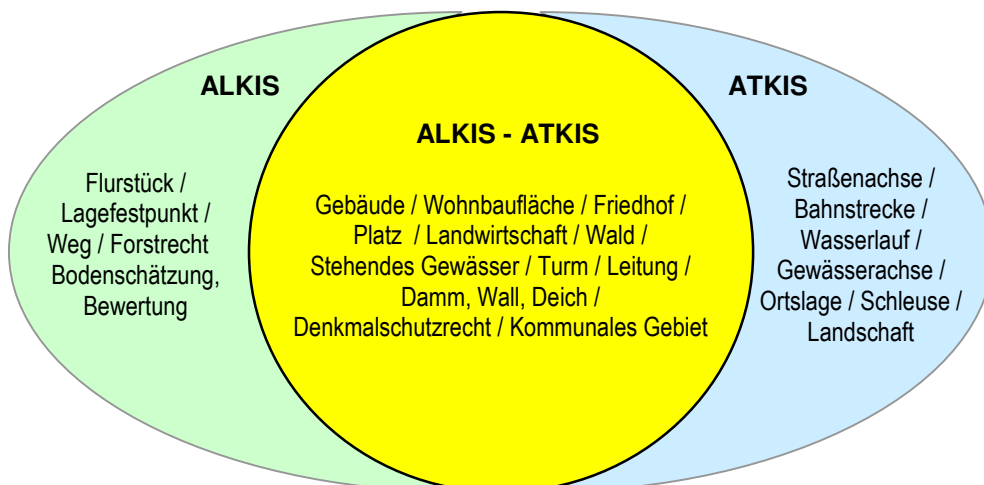 ALKIS
Flurstück /
Lagefestpunkt /
Weg / Forstrecht
Bodenschätzung,
Bewertung
ALKIS - ATKIS
Gebäude / Wohnbaufläche / Friedhof /
Platz / Landwirtschaft / Wald /
Stehendes Gewässer / Turm / Leitung /
Damm, Wall, Deich /
Denkmalschutzrecht / Kommunales Gebiet
ATKIS
Straßenachse /
Bahnstrecke /
Wasserlauf /
Gewässerachse /
Ortslage / Schleuse /
Landschaft